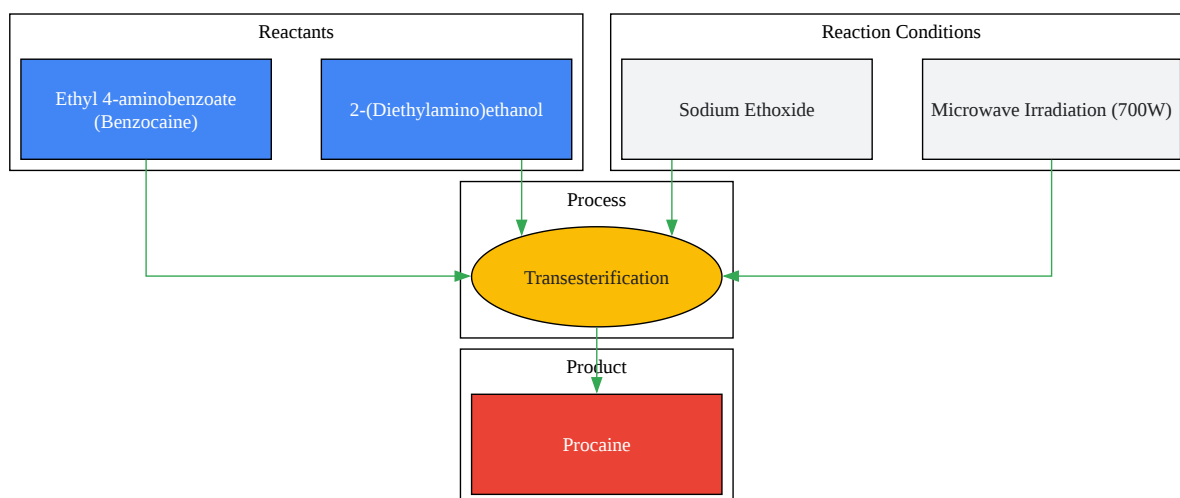 Reactants
Reaction Conditions
Ethyl 4-aminobenzoate
(Benzocaine)
2-(Diethylamino)ethanol
Sodium Ethoxide
Microwave Irradiation (700W)
Process
Transesterification
Product
Procaine